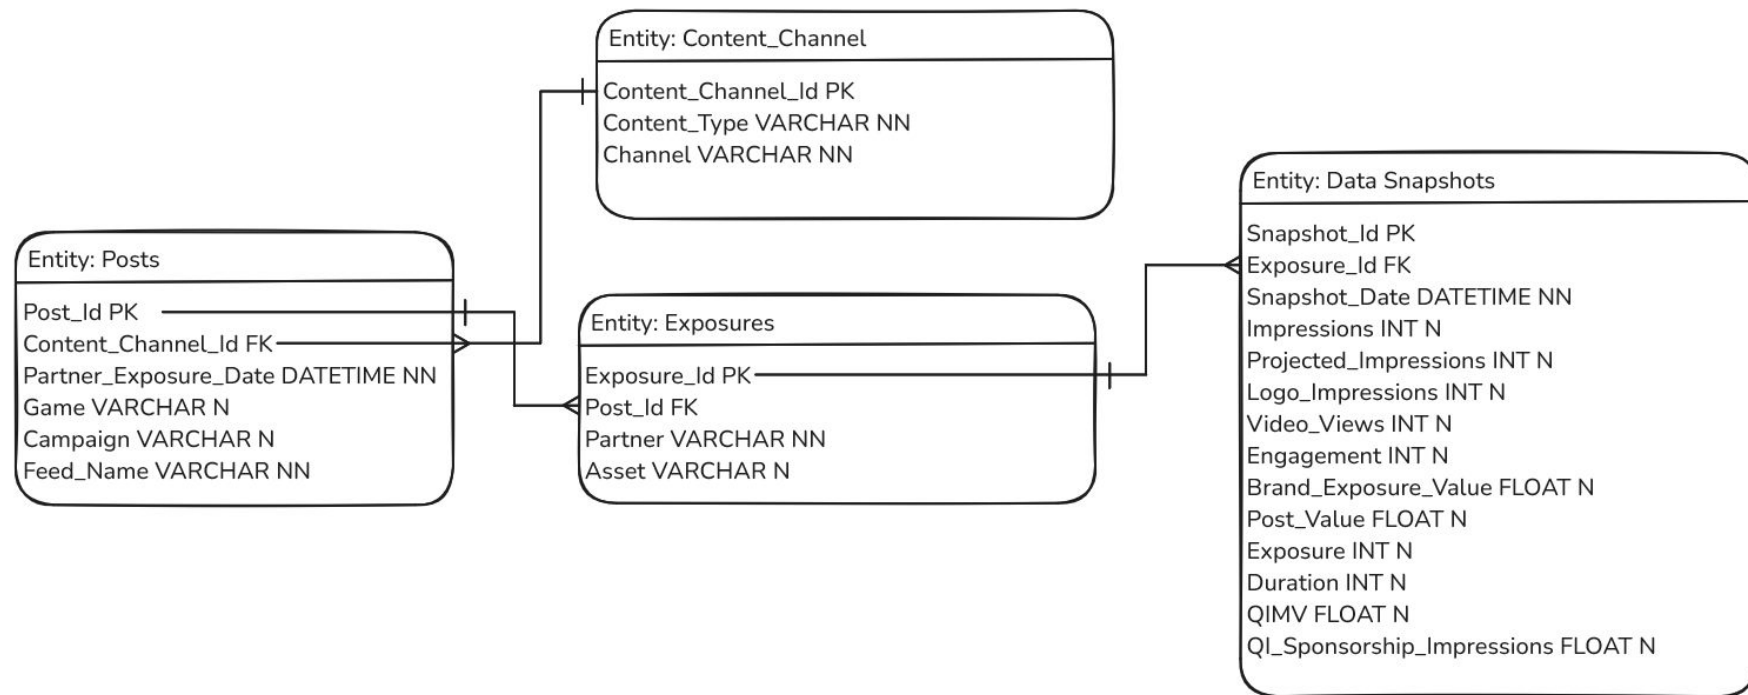 Entity: Content_Channel
Content_Channel_Id PK
Content_Type VARCHAR NN
Channel VARCHAR NN
Entity: Posts
Post_Id PK
Content_Channel_Id FK
Partner_Exposure_Date DATETIME NN
Game VARCHAR N
Campaign VARCHAR N
Feed_Name VARCHAR NN
Entity: Exposures
Exposure_Id PK
Post_Id FK
Partner VARCHAR NN
Asset VARCHAR N
Entity: Data Snapshots
Snapshot_Id PK
Exposure_Id FK
Snapshot_Date DATETIME NN
Impressions INT N
Projected_Impressions INT N
Logo_Impressions INT N
Video_Views INT N
Engagement INT N
Brand_Exposure_Value FLOAT N
Post_Value FLOAT N
Exposure INT N
Duration INT N
QIMV FLOAT N
QI_Sponsorship_Impressions FLOAT N